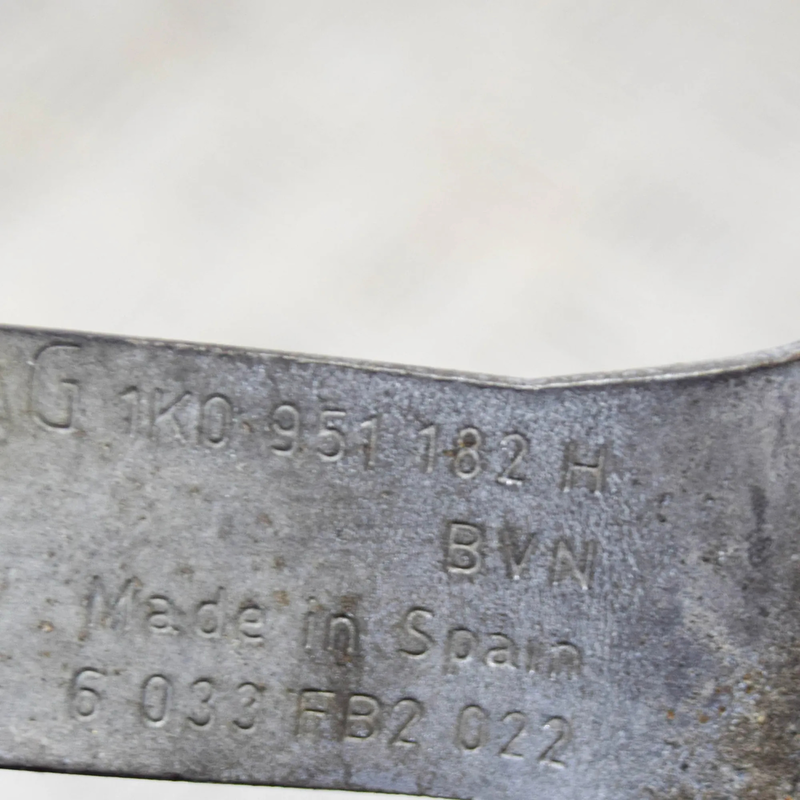 AG 1K0 951 182 H
BVN
Made in Spain
6 033 FB2 022